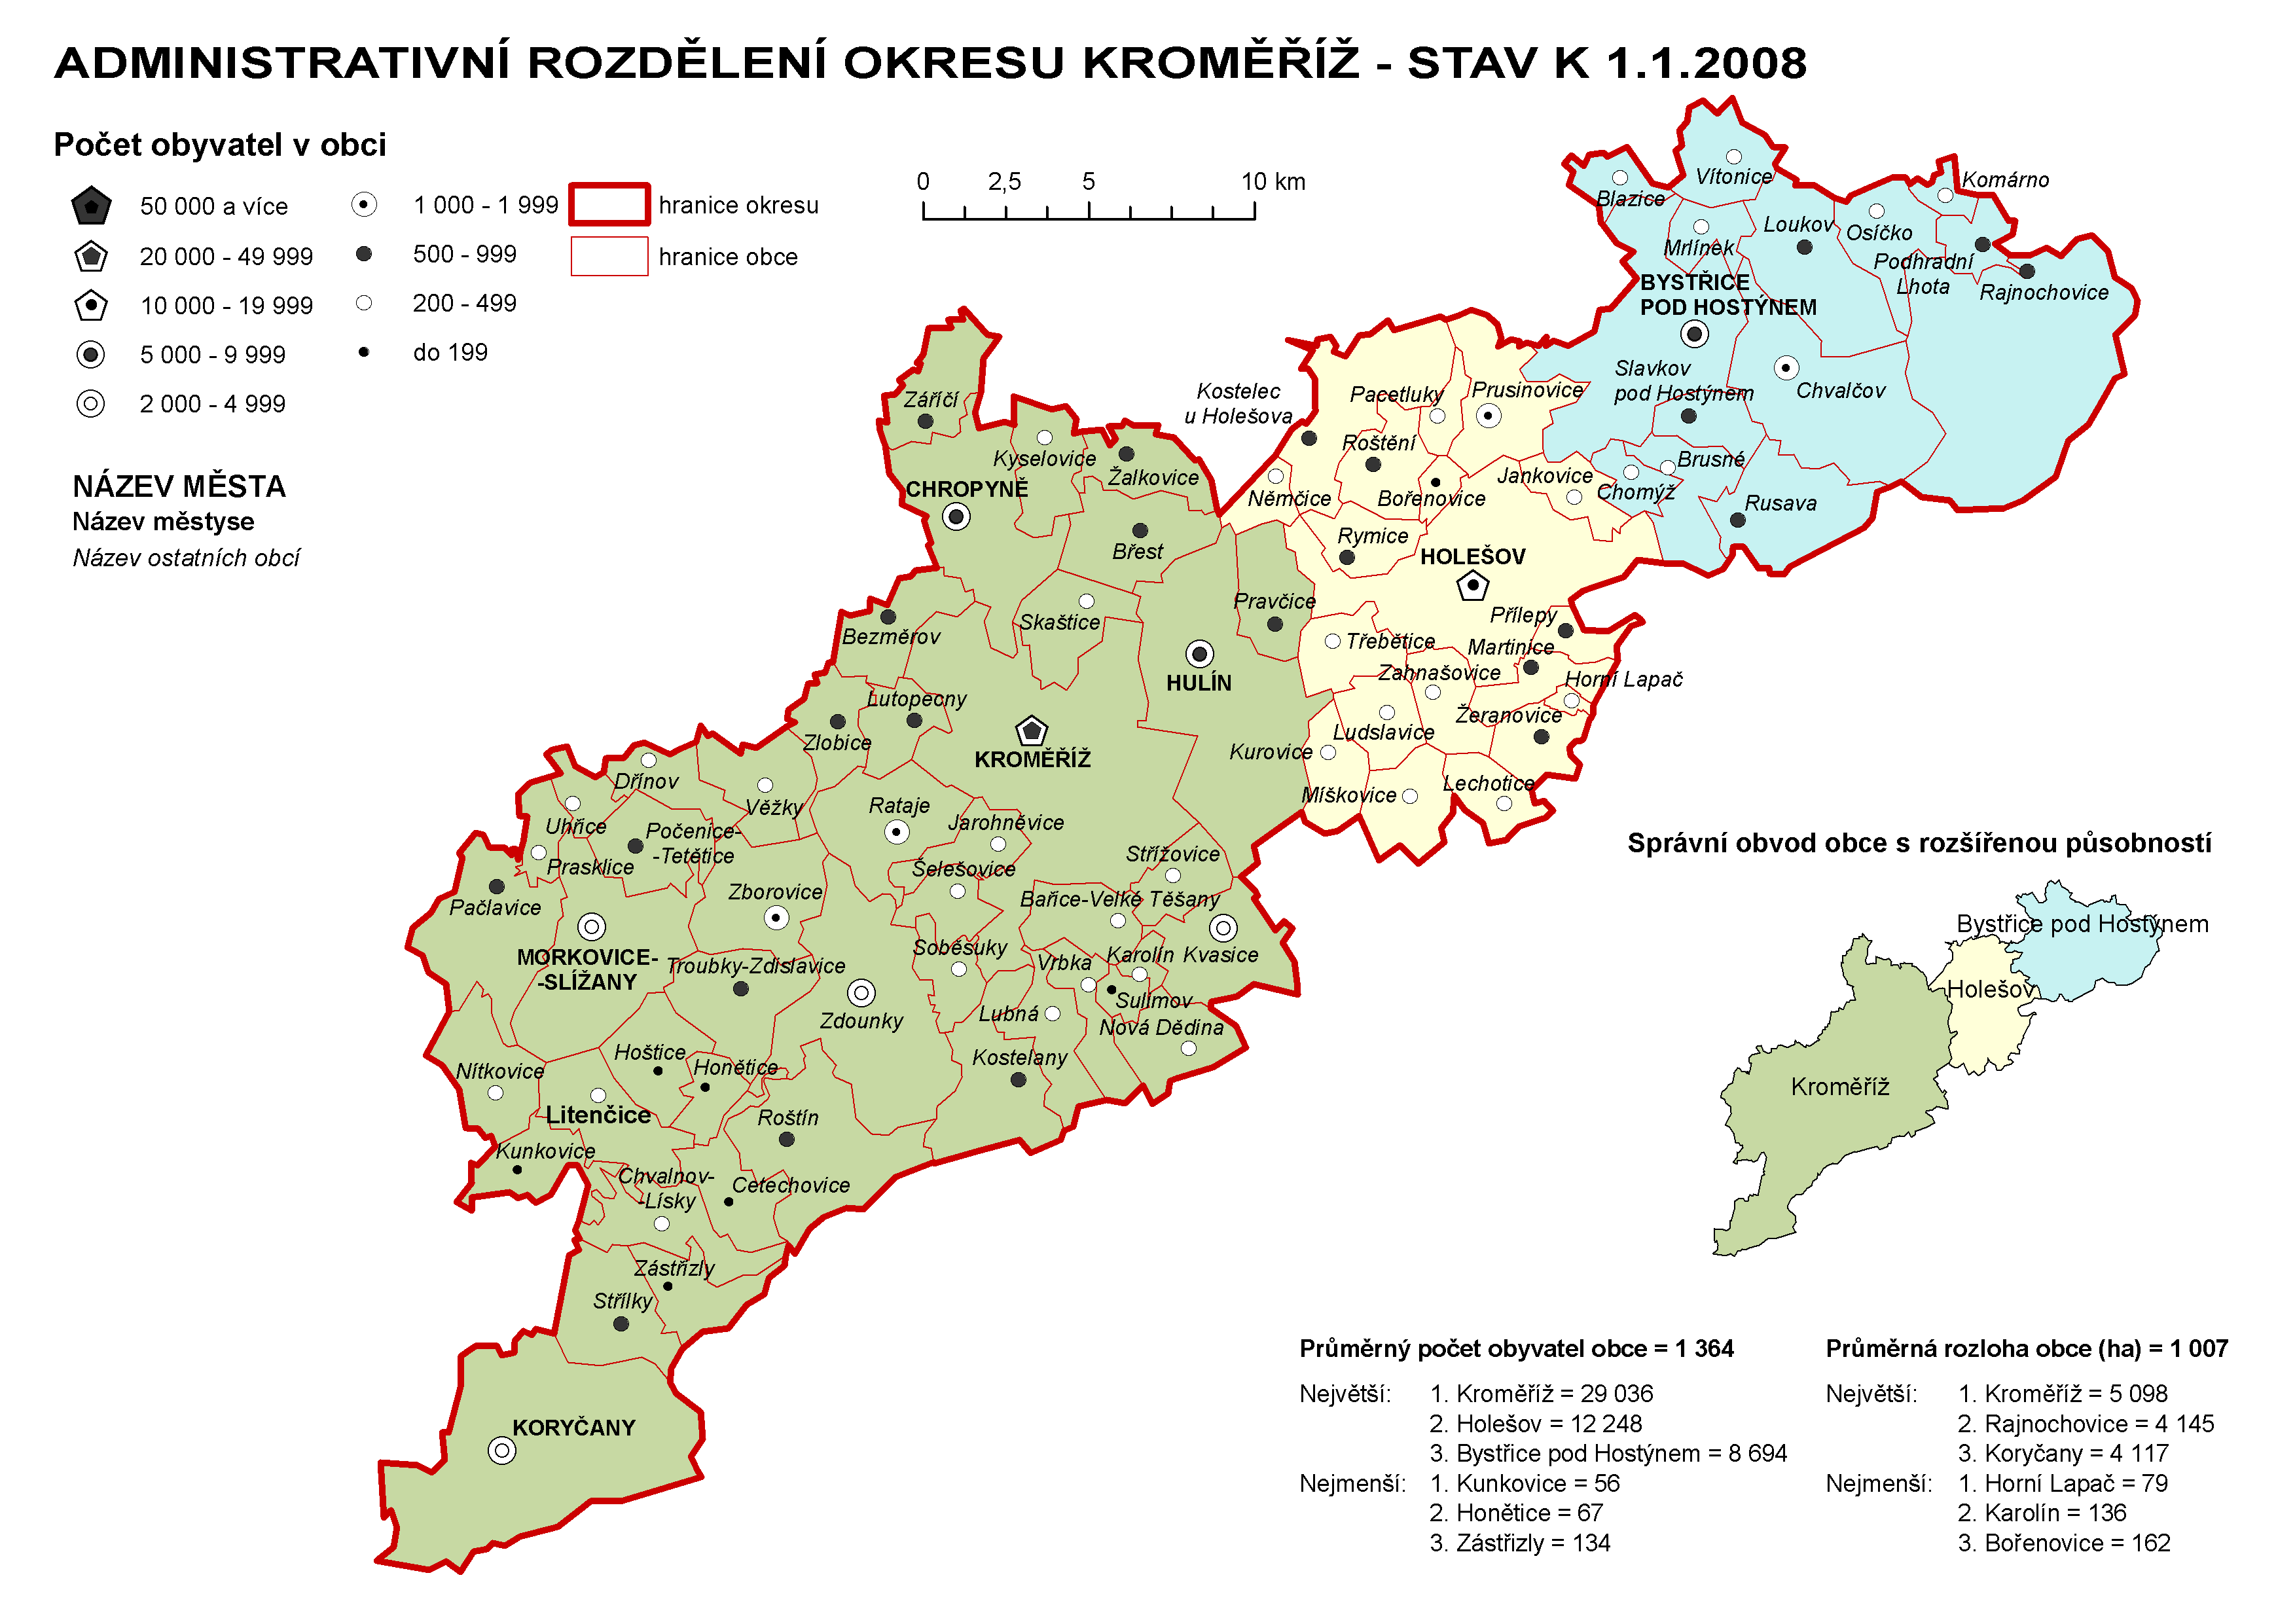 ADMINISTRATIVNÍ ROZDĚLENÍ OKRESU KROMĚŘÍŽ - STAV K 1.1.2008
Počet obyvatel v obci
50 000 a více
20 000 - 49 999
10 000 - 19 999
5 000 - 9 999
2 000 - 4 999
1 000 - 1 999
500 - 999
200 - 499
do 199
hranice okresu
hranice obce
0 2,5 5 10 km
NÁZEV MĚSTA
Název městyse
Název ostatních obcí
Vítonice
Blazice
Komárno
Mrlínek
Loukov
Osíčko
Podhradní
Lhota
Rajnochovice
BYSTŘICE
POD HOSTÝNEM
Slavkov
pod Hostýnem
Chvalčov
Brusné
Chomýž
Rusava
Kostelec
u Holešova
Pacetluky
Prusinovice
Roštění
Němčice
Bořenovice
Jankovice
Rymice
HOLEŠOV
Přílepy
Třebětice
Martinice
Zahnašovice
Horní Lapač
Žeranovice
Ludslavice
Kurovice
Míškovice
Lechotice
Záříčí
Kyselovice
Žalkovice
CHROPYNĚ
Břest
Skaštice
Pravčice
Bezměrov
HULÍN
Lutopecny
Zlobice
KROMĚŘÍŽ
Dřínov
Věžky
Rataje
Jarohněvice
Uhřice
Počenice-
-Tetětice
Prasklice
Šelešovice
Střížovice
Pačlavice
Zborovice
Bařice-Velké Těšany
MORKOVICE-
-SLÍŽANY
Troubky-Zdislavice
Soběsuky
Vrbka
Karolín
Kvasice
Zdounky
Lubná
Sulimov
Nová Dědina
Hoštice
Honětice
Kostelany
Nítkovice
Litenčice
Roštín
Kunkovice
Chvalnov-
-Lísky
Cetechovice
Zástřizly
Střílky
KORYČANY
Správní obvod obce s rozšířenou působností
Bystřice pod Hostýnem
Holešov
Kroměříž
Průměrný počet obyvatel obce = 1 364
Největší: 1. Kroměříž = 29 036
2. Holešov = 12 248
3. Bystřice pod Hostýnem = 8 694
Nejmenší: 1. Kunkovice = 56
2. Honětice = 67
3. Zástřizly = 134
Průměrná rozloha obce (ha) = 1 007
Největší: 1. Kroměříž = 5 098
2. Rajnochovice = 4 145
3. Koryčany = 4 117
Nejmenší: 1. Horní Lapač = 79
2. Karolín = 136
3. Bořenovice = 162